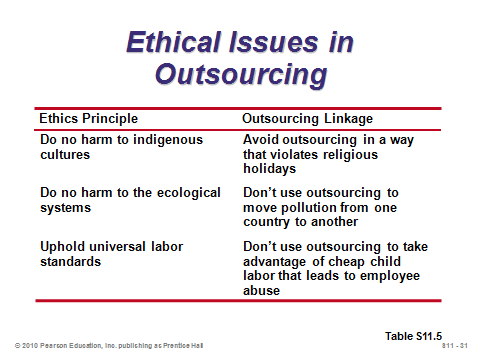 Ethical Issues in
Outsourcing
Ethics Principle Outsourcing Linkage
Do no harm to indigenous Avoid outsourcing in a way
cultures that violates religious
holidays
Do no harm to the ecological Don’t use outsourcing to
systems move pollution from one
country to another
Uphold universal labor Don’t use outsourcing to take
standards advantage of cheap child
labor that leads to employee
abuse
Table S11.5
© 2010 Pearson Education, Inc. publishing as Prentice Hall S11 - 31